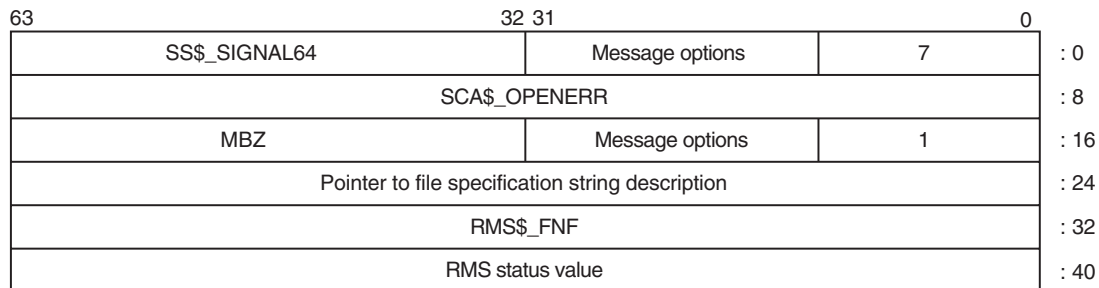 63 32 31 0
SS$_SIGNAL64 Message options 7 : 0
SCA$_OPENERR : 8
MBZ Message options 1 : 16
Pointer to file specification string description : 24
RMS$_FNF : 32
RMS status value : 40